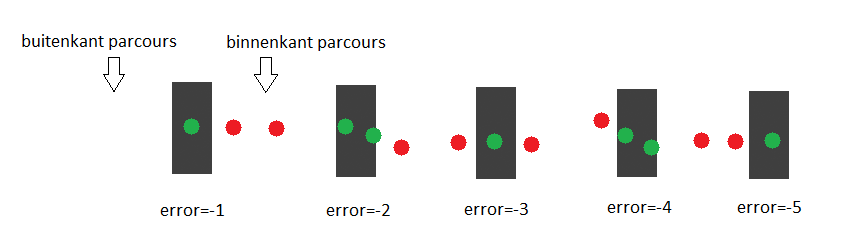 buitenkant parcours
binnenkant parcours
error=-1
error=-2
error=-3
error=-4
error=-5